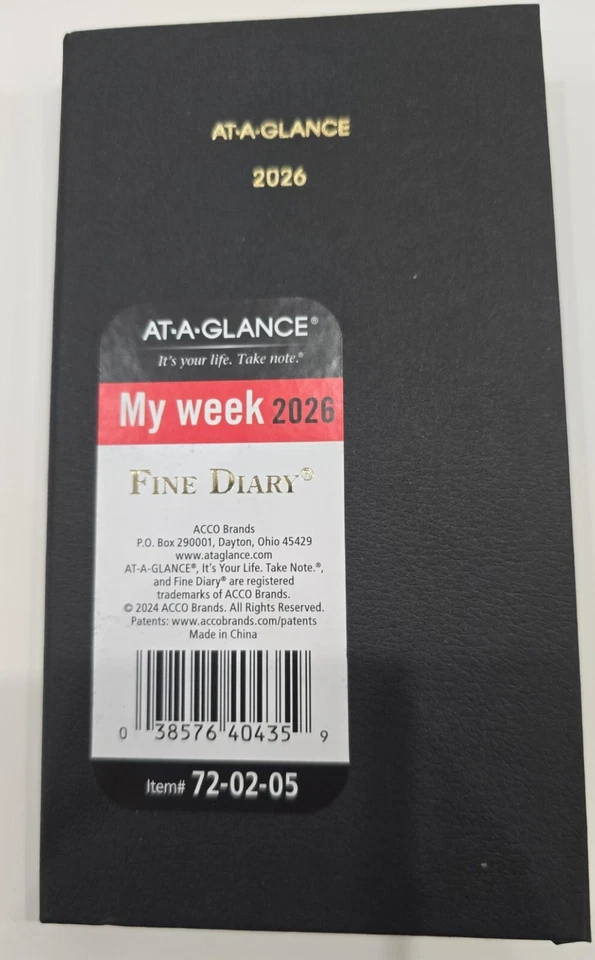 AT-A-GLANCE
2026
AT-A-GLANCE®
It's your life. Take note.®
My week 2026
FINE DIARY®
ACCO Brands
P.O. Box 290001, Dayton, Ohio 45429
www.ataglance.com
AT-A-GLANCE®, It's Your Life. Take Note.®,
and Fine Diary® are registered
trademarks of ACCO Brands.
© 2024 ACCO Brands. All Rights Reserved.
Patents: www.accobrands.com/patents
Made in China
0 38576 40435 9
Item# 72-02-05